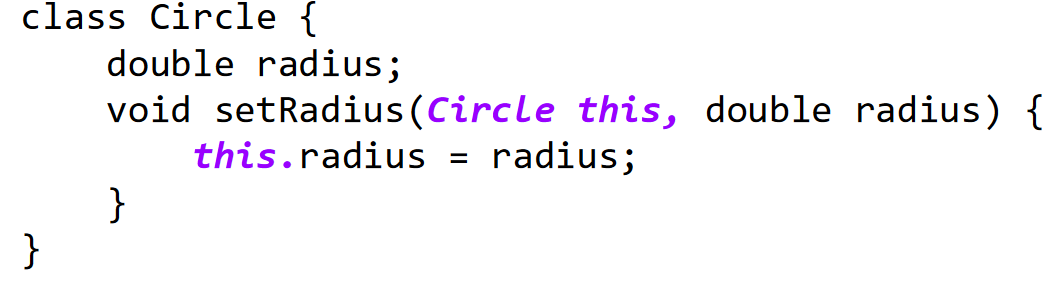 class Circle {
    double radius;
    void setRadius(Circle this, double radius) {
        this.radius = radius;
    }
}